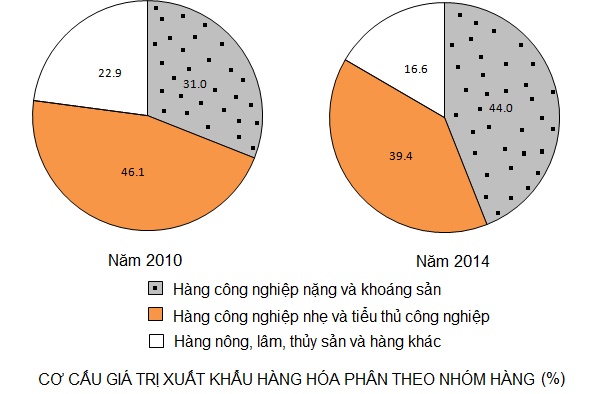 22.9
31.0
46.1
16.6
44.0
39.4
Năm 2010
Năm 2014
Hàng công nghiệp nặng và khoáng sản
Hàng công nghiệp nhẹ và tiểu thủ công nghiệp
Hàng nông, lâm, thủy sản và hàng khác
CƠ CẤU GIÁ TRỊ XUẤT KHẨU HÀNG HÓA PHÂN THEO NHÓM HÀNG (%)